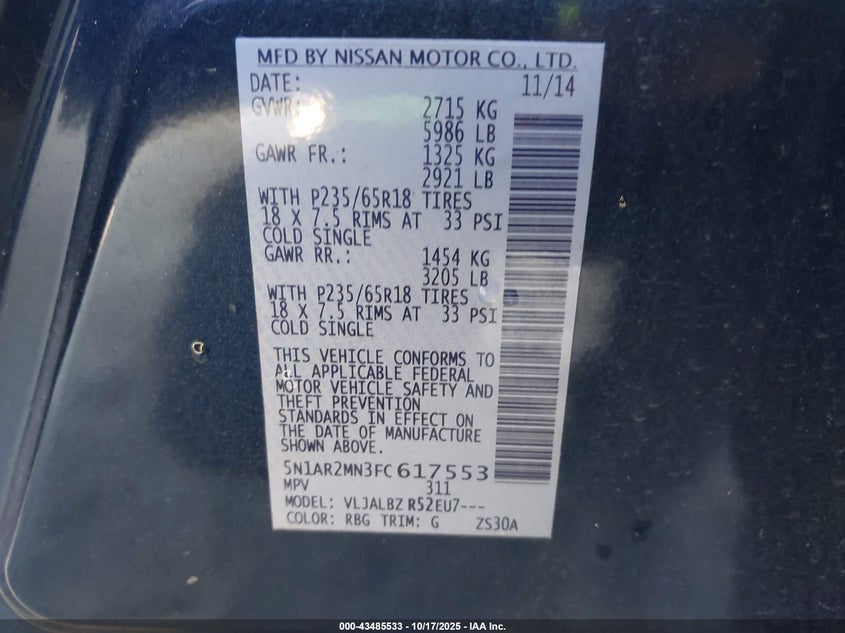 MFD BY NISSAN MOTOR CO., LTD.
DATE: 11/14
GVWR: 2715 KG
5986 LB
GAWR FR.: 1325 KG
2921 LB
WITH P235/65R18 TIRES
18 X 7.5 RIMS AT 33 PSI
COLD SINGLE
GAWR RR.: 1454 KG
3205 LB
WITH P235/65R18 TIRES
18 X 7.5 RIMS AT 33 PSI
COLD SINGLE
THIS VEHICLE CONFORMS TO
ALL APPLICABLE FEDERAL
MOTOR VEHICLE SAFETY AND
THEFT PREVENTION
STANDARDS IN EFFECT ON
THE DATE OF MANUFACTURE
SHOWN ABOVE.
5N1AR2MN3FC617553
MPV 311
MODEL: VLJALBZ R52EU7---
COLOR: RBG TRIM: G ZS30A
000-43485533 - 10/17/2025 - IAA Inc.